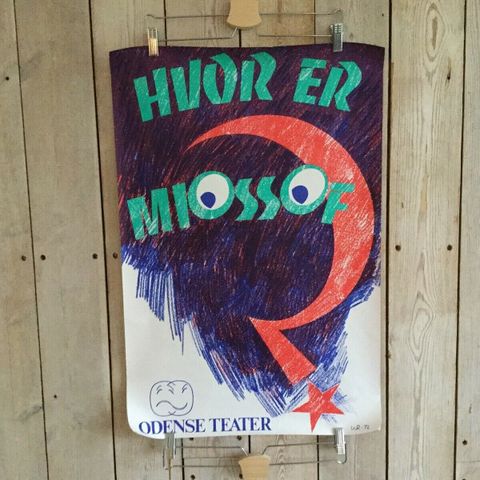 HVOR ER
MIOSSOF
ODENSE TEATER